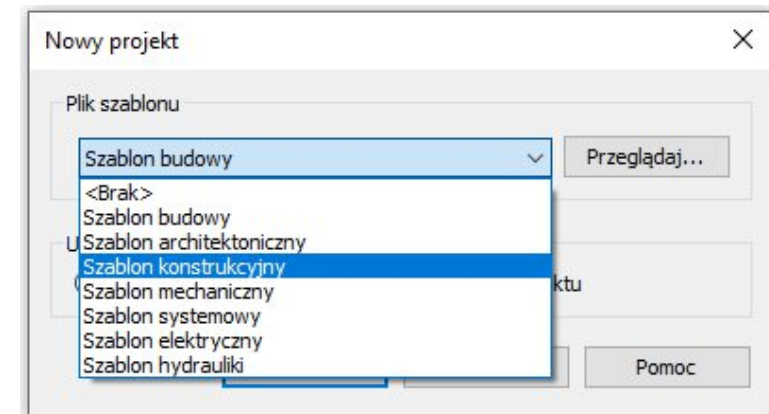 Nowy projekt
Plik szablonu
Szablon budowy
Przeglądaj...
<Brak>
Szablon budowy
Szablon architektoniczny
Szablon konstrukcyjny
Szablon mechaniczny
Szablon systemowy
Szablon elektryczny
Szablon hydrauliki
Pomoc